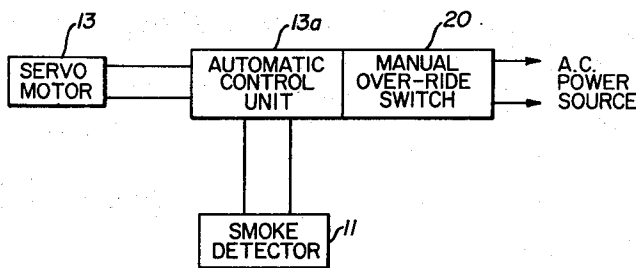 13
13a
20
SERVO
MOTOR
AUTOMATIC
CONTROL
UNIT
MANUAL
OVER-RIDE
SWITCH
A.C.
POWER
SOURCE
SMOKE
DETECTOR
11